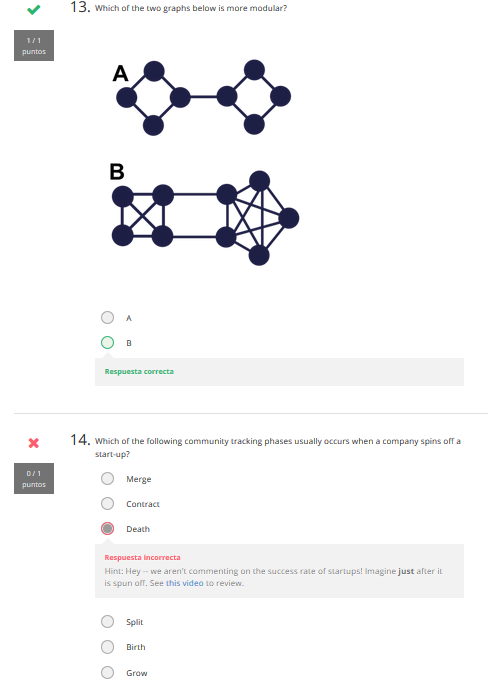 13. Which of the two graphs below is more modular?
1 / 1
puntos
A
B
A
B
Respuesta correcta
14. Which of the following community tracking phases usually occurs when a company spins off a
start-up?
0 / 1
puntos
Merge
Contract
Death
Respuesta incorrecta
Hint: Hey -- we aren't commenting on the success rate of startups! Imagine just after it
is spun off. See this video to review.
Split
Birth
Grow